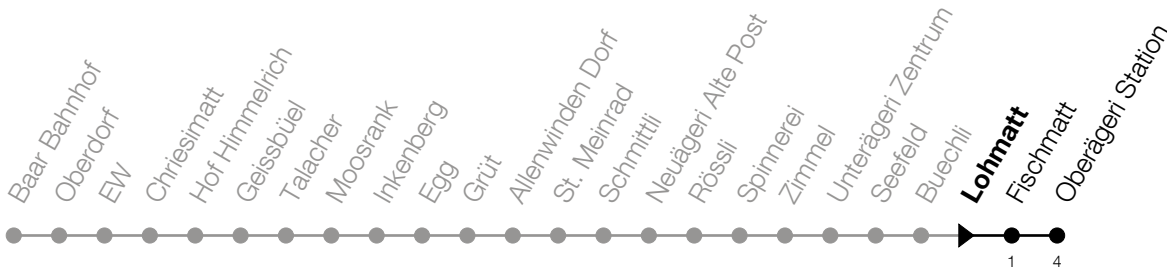 Baar Bahnhof
Oberdorf
EW
Chriesimatt
Hof Himmelrich
Geissbüel
Talacher
Moosrank
Inkenberg
Egg
Grüt
Allenwinden Dorf
St. Meinrad
Schmittli
Neuägeri Alte Post
Rössli
Spinnerei
Zimmel
Unterägeri Zentrum
Seefeld
Buechli
Lohmatt
Fischmatt
Oberägeri Station
1 4